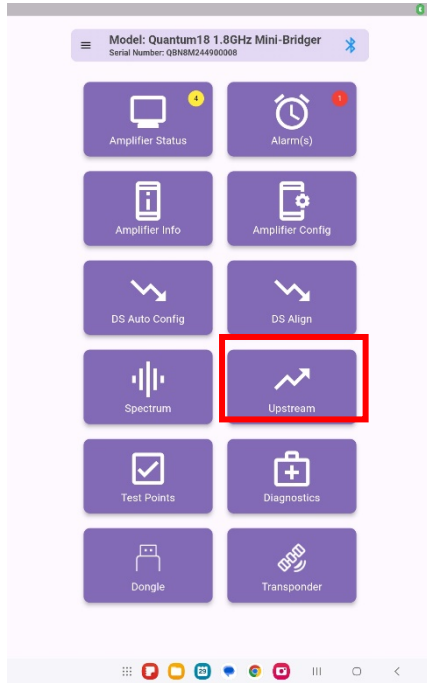 Model: Quantum18 1.8GHz Mini-Bridger
Serial Number: QBN8M244900008
4
Amplifier Status
1
Alarm(s)
Amplifier Info
Amplifier Config
DS Auto Config
DS Align
Spectrum
Upstream
Test Points
Diagnostics
Dongle
Transponder
29